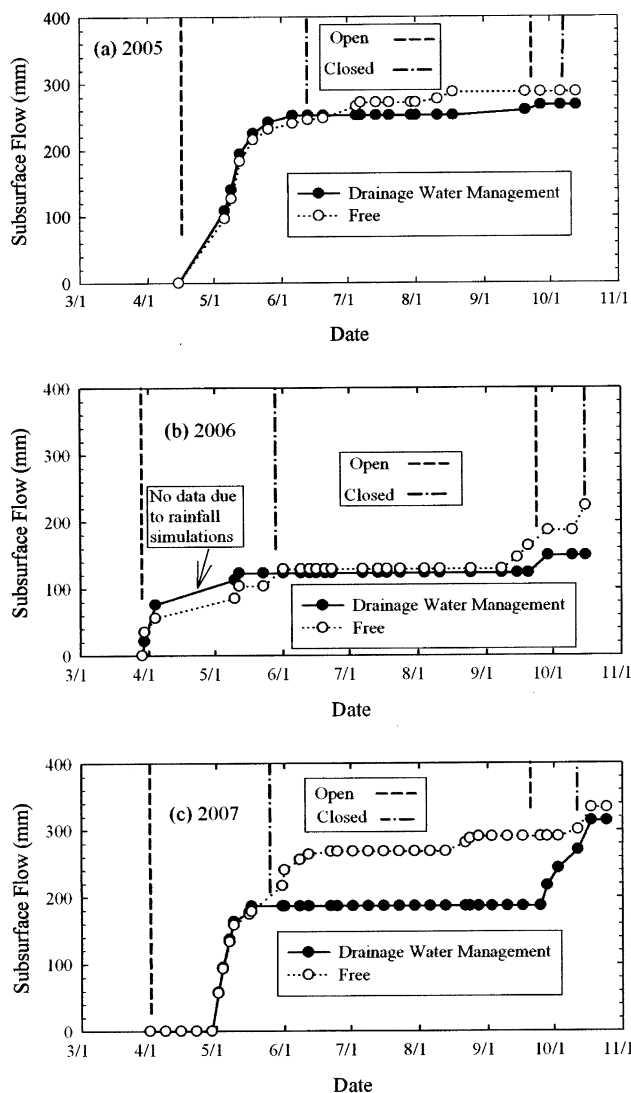 (a) 2005
Open
Closed
Subsurface Flow (mm)
400
300
200
100
0
Drainage Water Management
Free
3/1 4/1 5/1 6/1 7/1 8/1 9/1 10/1 11/1
Date
(b) 2006
Open
Closed
No data due
to rainfall
simulations
Subsurface Flow (mm)
400
300
200
100
0
Drainage Water Management
Free
3/1 4/1 5/1 6/1 7/1 8/1 9/1 10/1 11/1
Date
(c) 2007
Open
Closed
Subsurface Flow (mm)
400
300
200
100
0
Drainage Water Management
Free
3/1 4/1 5/1 6/1 7/1 8/1 9/1 10/1 11/1
Date